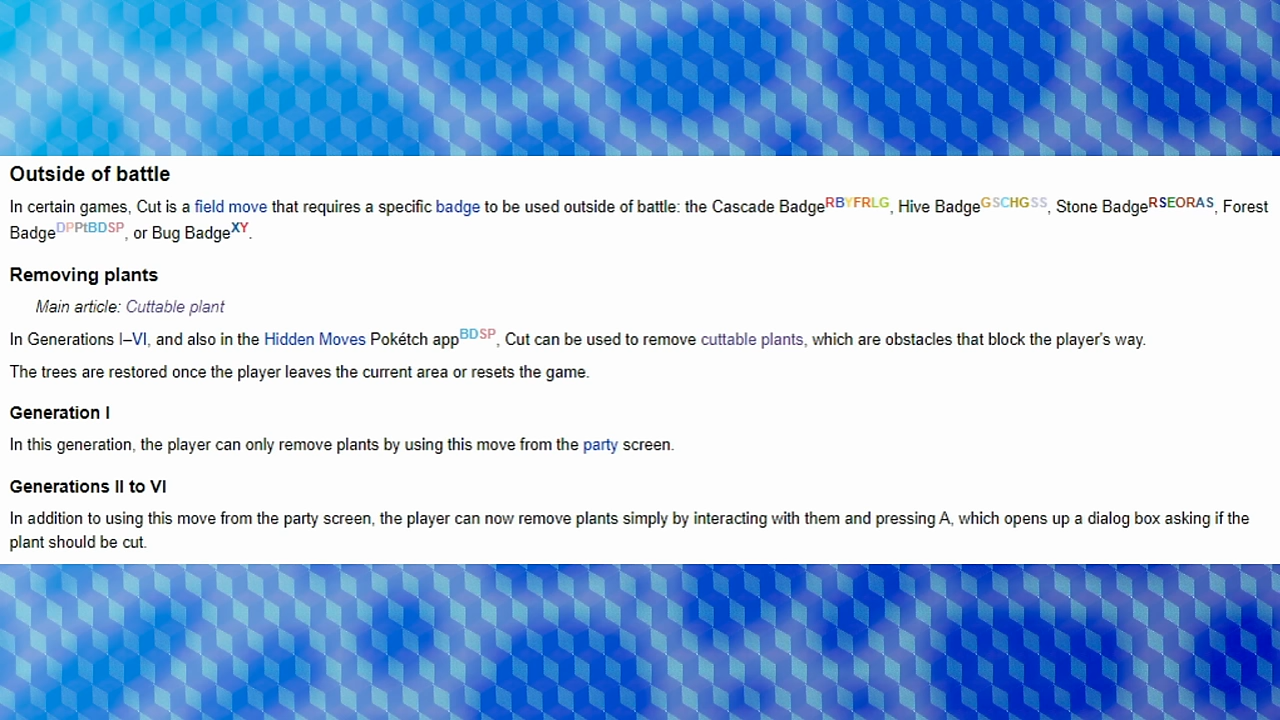 Outside of battle
In certain games, Cut is a field move that requires a specific badge to be used outside of battle: the Cascade BadgeRBYFRLG, Hive BadgeGSCHGSS, Stone BadgeRSEORAS, Forest
BadgeDPPtBDSP, or Bug BadgeXY.
Removing plants
Main article: Cuttable plant
In Generations I–VI, and also in the Hidden Moves Pokétch appBDSP, Cut can be used to remove cuttable plants, which are obstacles that block the player's way.
The trees are restored once the player leaves the current area or resets the game.
Generation I
In this generation, the player can only remove plants by using this move from the party screen.
Generations II to VI
In addition to using this move from the party screen, the player can now remove plants simply by interacting with them and pressing A, which opens up a dialog box asking if the
plant should be cut.